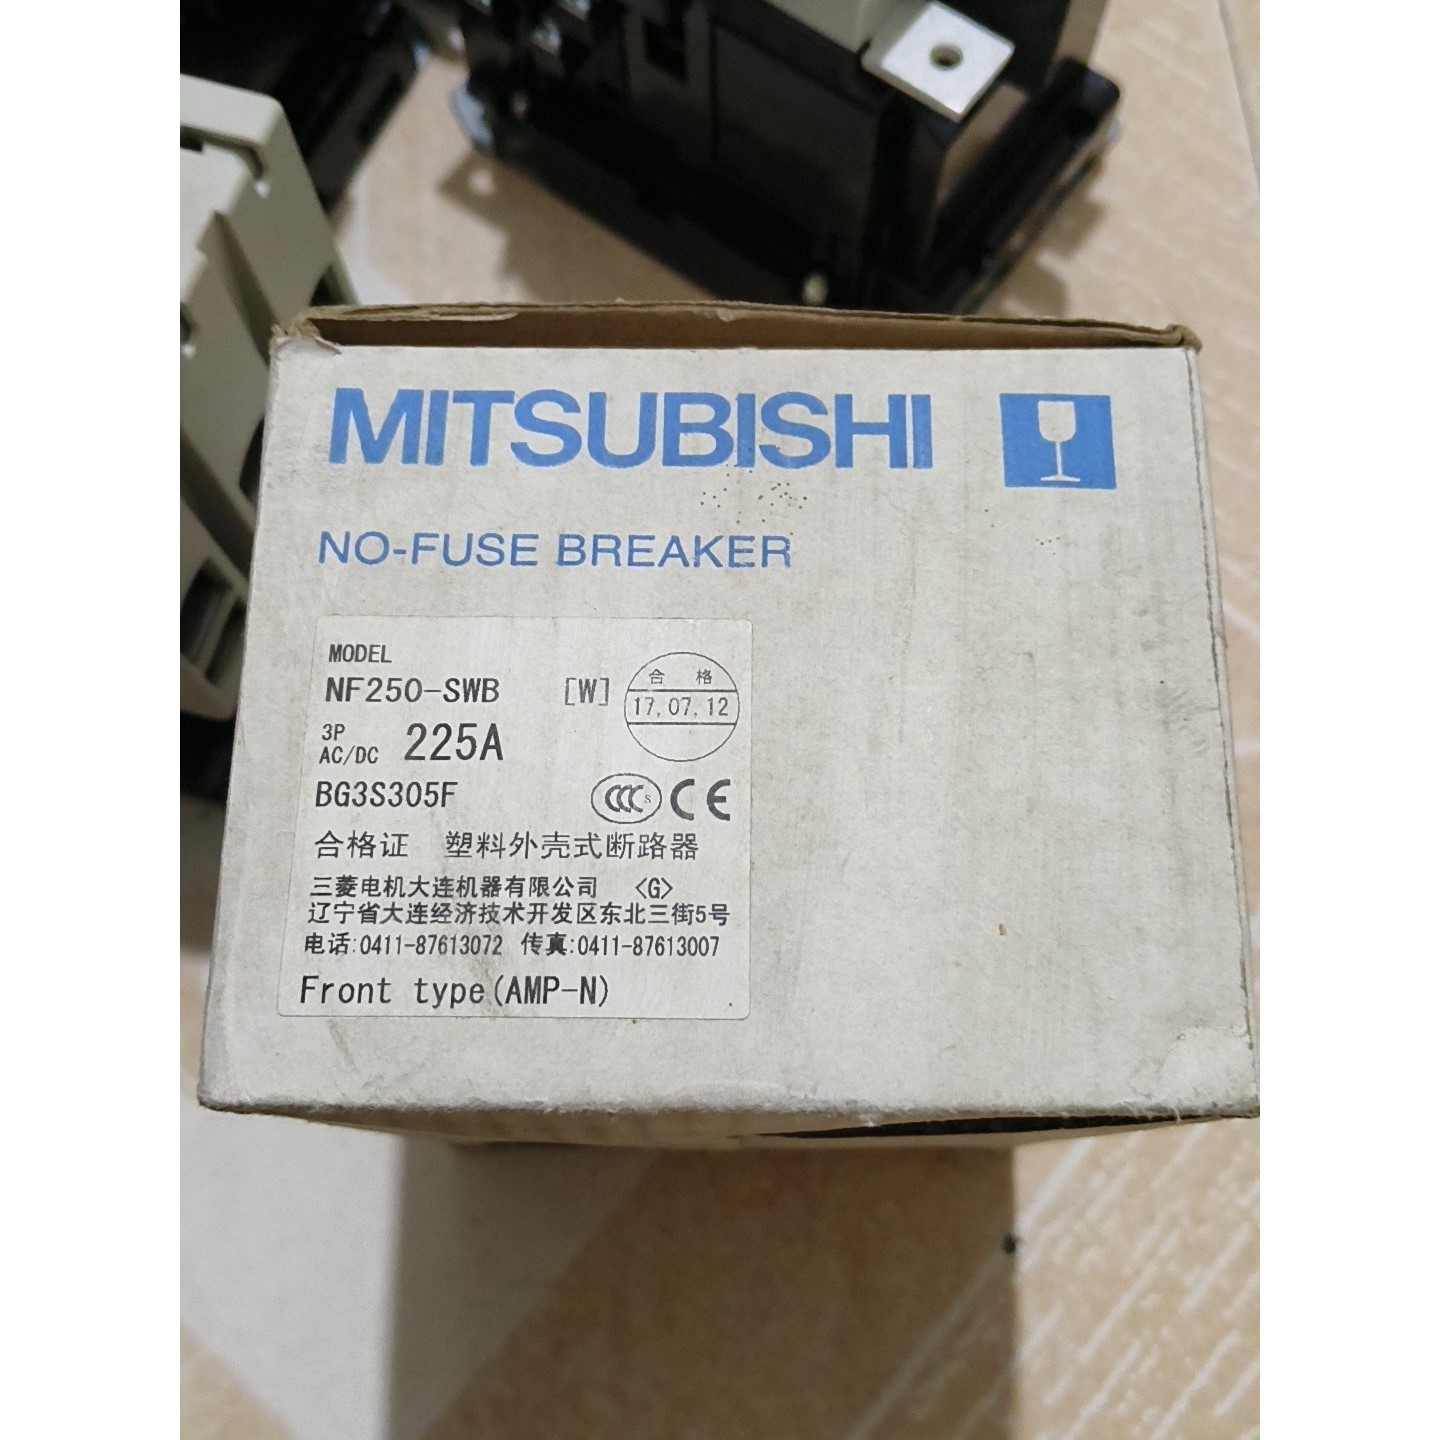 MITSUBISHI
NO-FUSE BREAKER
MODEL
NF250-SWB [W]
合 格
17,07,12
3P
AC/DC 225A
BG3S305F
CCC S CE
合格证 塑料外壳式断路器
三菱电机大连机器有限公司 <G>
辽宁省大连经济技术开发区东北三街5号
电话:0411-87613072 传真:0411-87613007
Front type(AMP-N)